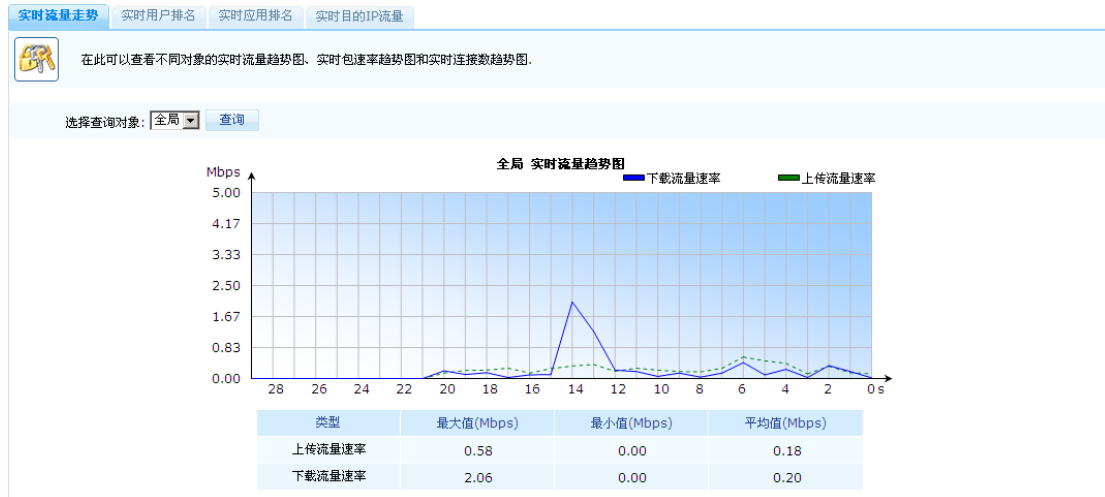 实时流量走势 实时用户排名 实时应用排名 实时目的IP流量
在此可以查看不同对象的实时流量趋势图、实时包速率趋势图和实时连接数趋势图.
选择查询对象: 全局 查询
全局 实时流量趋势图
Mbps 下载流量速率 上传流量速率
5.00
4.17
3.33
2.50
1.67
0.83
0.00
28 26 24 22 20 18 16 14 12 10 8 6 4 2 0 s
类型 最大值(Mbps) 最小值(Mbps) 平均值(Mbps)
上传流量速率 0.58 0.00 0.18
下载流量速率 2.06 0.00 0.20